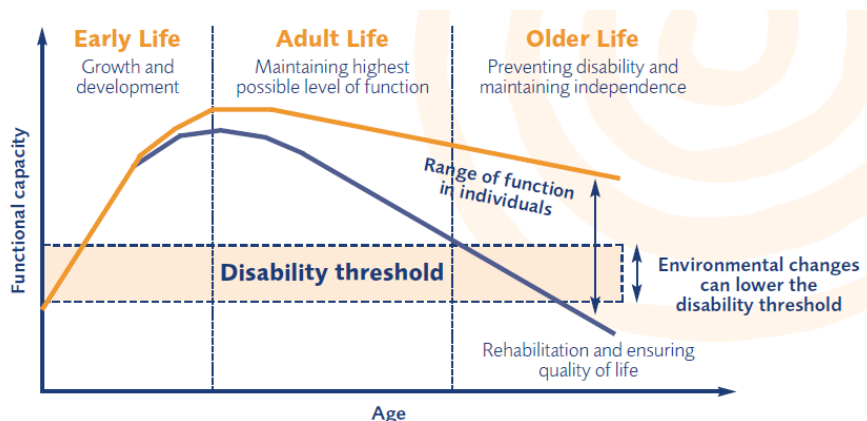 Early Life
Growth and
development
Adult Life
Maintaining highest
possible level of function
Older Life
Preventing disability and
maintaining independence
Functional capacity
Range of function
in individuals
Disability threshold
Environmental changes
can lower the
disability threshold
Rehabilitation and ensuring
quality of life
Age